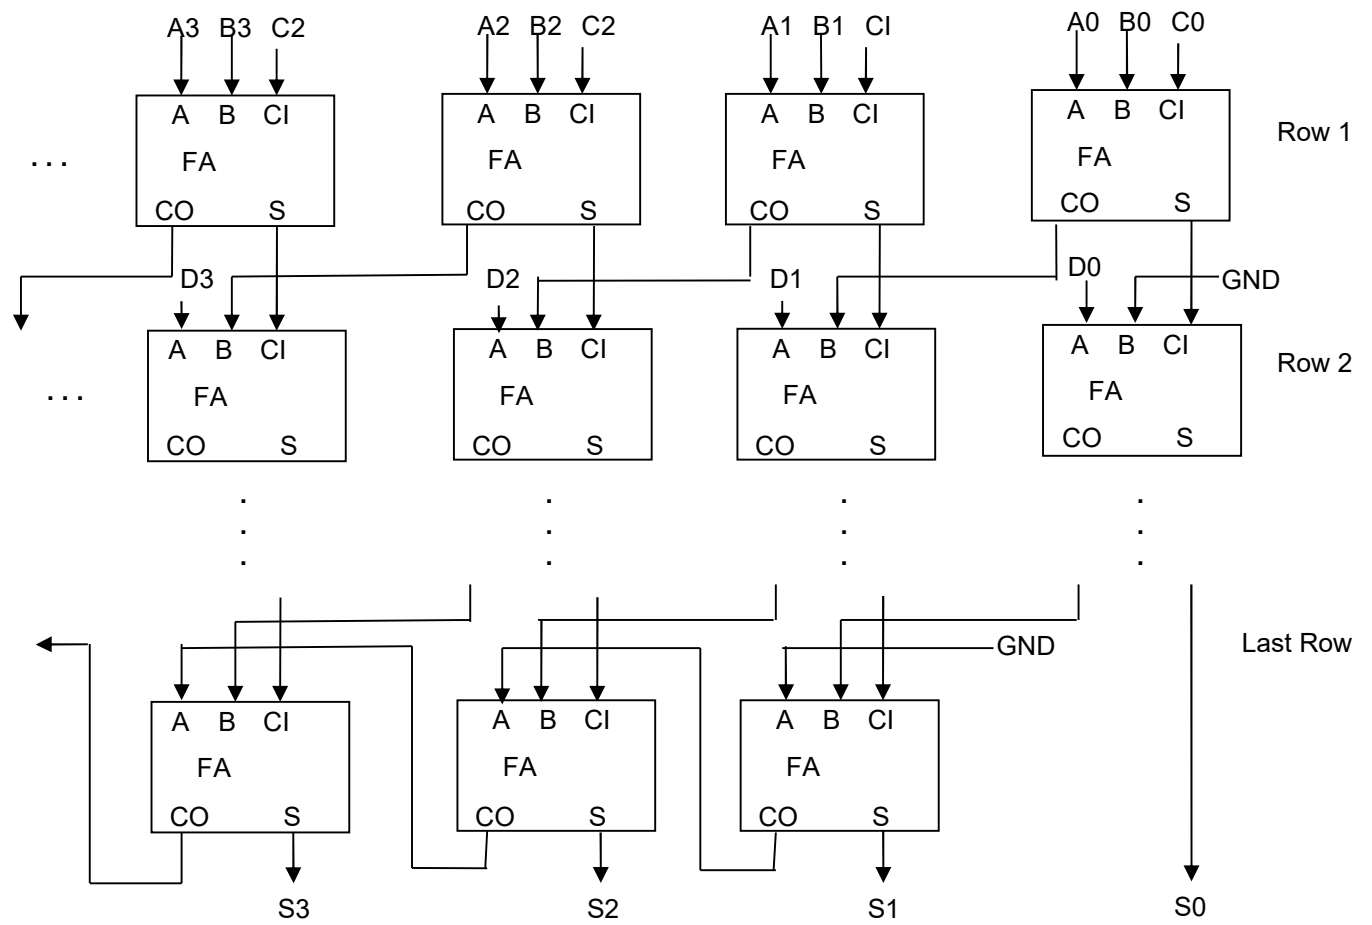 A3 B3 C2 A2 B2 C2 A1 B1 CI A0 B0 C0
A B CI A B CI A B CI A B CI
Row 1
. . . FA FA FA FA
CO S CO S CO S CO S
D3 D2 D1 D0 GND
A B CI A B CI A B CI A B CI
Row 2
. . . FA FA FA FA
CO S CO S CO S CO S
. . . .
. . . .
. . . .
GND Last Row
A B CI A B CI A B CI
FA FA FA
CO S CO S CO S
S3 S2 S1 S0